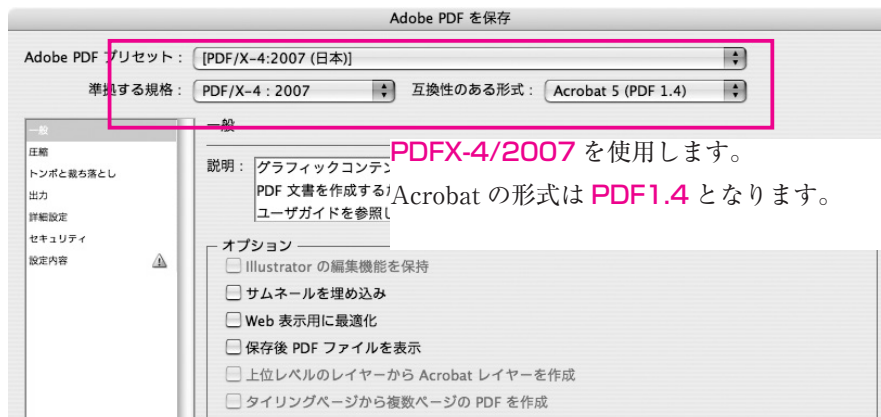 Adobe PDF を保存
Adobe PDF プリセット： [PDF/X-4:2007 (日本)]
準拠する規格： PDF/X-4 : 2007 互換性のある形式： Acrobat 5 (PDF 1.4)
一般
圧縮
トンボと裁ち落とし
出力
詳細設定
セキュリティ
設定内容
一般
説明： グラフィックコンテン
PDF 文書を作成する
ユーザガイドを参照し
PDFX-4/2007 を使用します。
Acrobat の形式は PDF1.4 となります。
オプション
Illustrator の編集機能を保持
サムネールを埋め込み
Web 表示用に最適化
保存後 PDF ファイルを表示
上位レベルのレイヤーから Acrobat レイヤーを作成
タイリングページから複数ページの PDF を作成